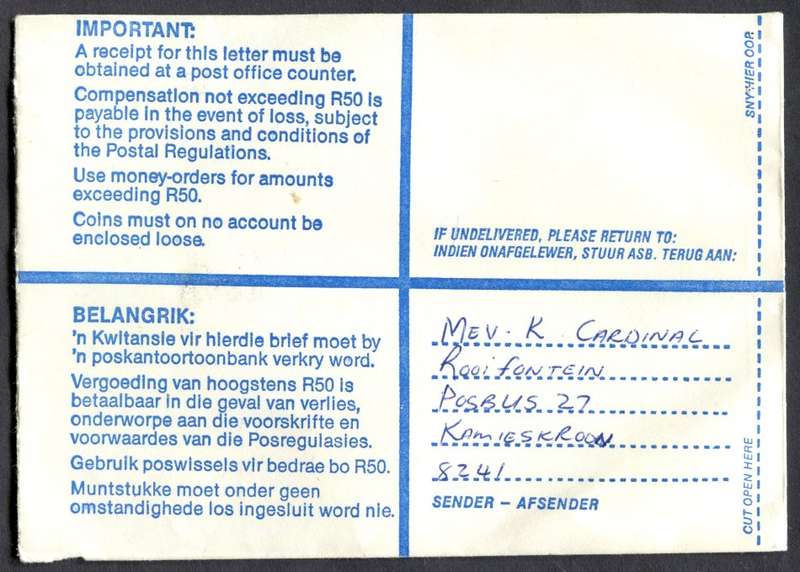 IMPORTANT:
A receipt for this letter must be
obtained at a post office counter.
Compensation not exceeding R50 is
payable in the event of loss, subject
to the provisions and conditions of
the Postal Regulations.
Use money-orders for amounts
exceeding R50.
Coins must on no account be
enclosed loose.
IF UNDELIVERED, PLEASE RETURN TO:
INDIEN ONAFGELEWER, STUUR ASB. TERUG AAN:
SNY HIER OOP.
BELANGRIK:
'n Kwitansie vir hierdie brief moet by
'n poskantoortoonbank verkry word.
Vergoeding van hoogstens R50 is
betaalbaar in die geval van verlies,
onderworpe aan die voorskrifte en
voorwaardes van die Posregulasies.
Gebruik poswissels vir bedrae bo R50.
Muntstukke moet onder geen
omstandighede los ingesluit word nie.
MEV. K. CARDINAL
Rooifontein
POSBUS 27
KAMIESKROON
8241
SENDER – AFSENDER
CUT OPEN HERE